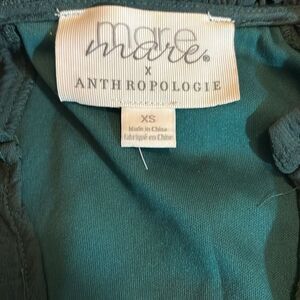 mare
mare®
x
ANTHROPOLOGIE
XS
Made in China
Fabriqué en Chine